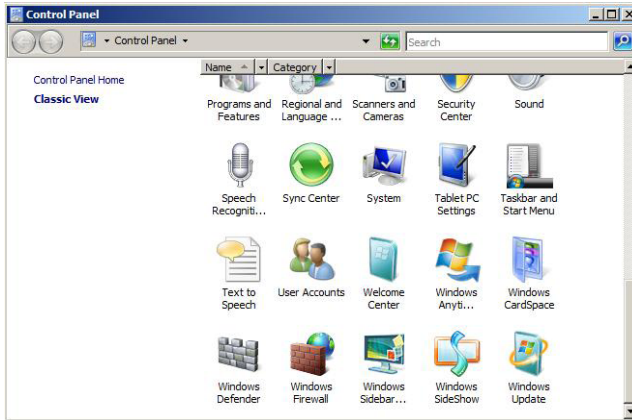 Control Panel
Control Panel
Search
Control Panel Home
Classic View
Name
Category
Programs and
Features
Regional and
Language ...
Scanners and
Cameras
Security
Center
Sound
Speech
Recogniti...
Sync Center
System
Tablet PC
Settings
Taskbar and
Start Menu
Text to
Speech
User Accounts
Welcome
Center
Windows
Anyti...
Windows
CardSpace
Windows
Defender
Windows
Firewall
Windows
Sidebar...
Windows
SideShow
Windows
Update